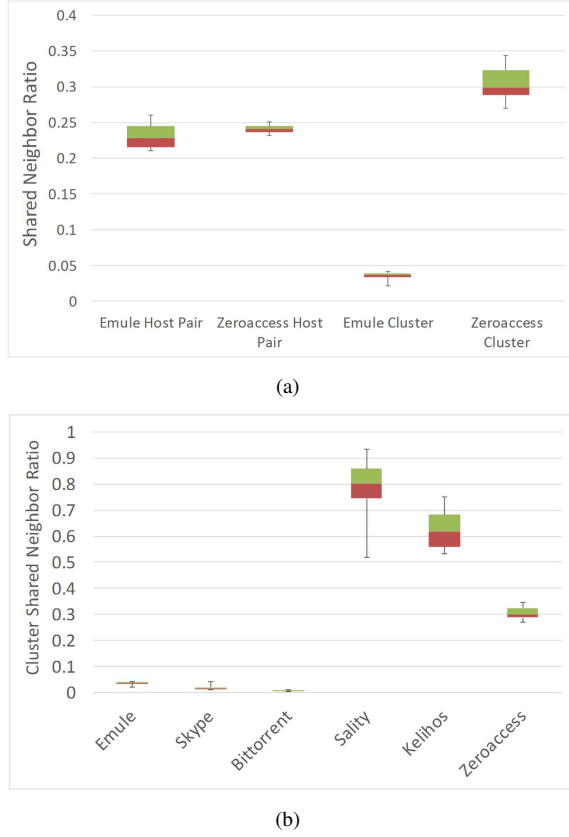 0.4
0.35
0.3
0.25
0.2
0.15
0.1
0.05
0
Shared Neighbor Ratio
Emule Host Pair Zeroaccess Host Emule Cluster Zeroaccess
Pair Cluster
(a)
1
0.9
0.8
0.7
0.6
0.5
0.4
0.3
0.2
0.1
0
Cluster Shared Neighbor Ratio
Emule
Skype
Bittorrent
Sality
Kelihos
Zeroaccess
(b)